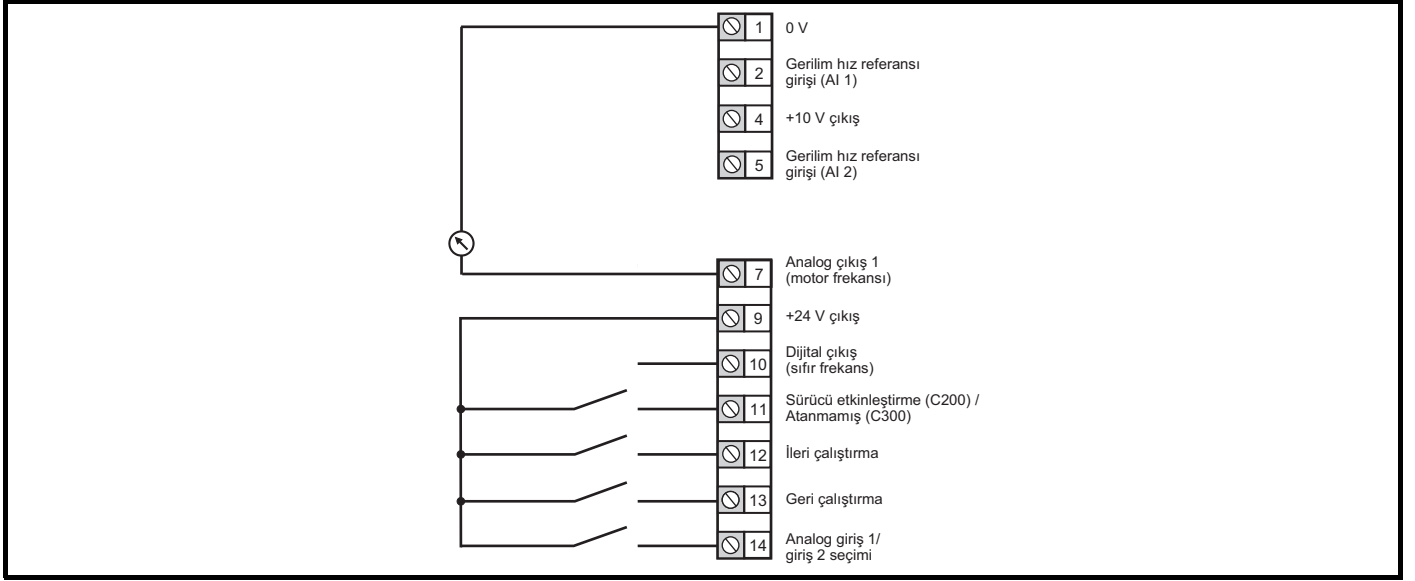 1 0 V
2 Gerilim hız referansı
girişi (AI 1)
4 +10 V çıkış
5 Gerilim hız referansı
girişi (AI 2)
7 Analog çıkış 1
(motor frekansı)
9 +24 V çıkış
10 Dijital çıkış
(sıfır frekans)
11 Sürücü etkinleştirme (C200) /
Atanmamış (C300)
12 İleri çalıştırma
13 Geri çalıştırma
14 Analog giriş 1/
giriş 2 seçimi